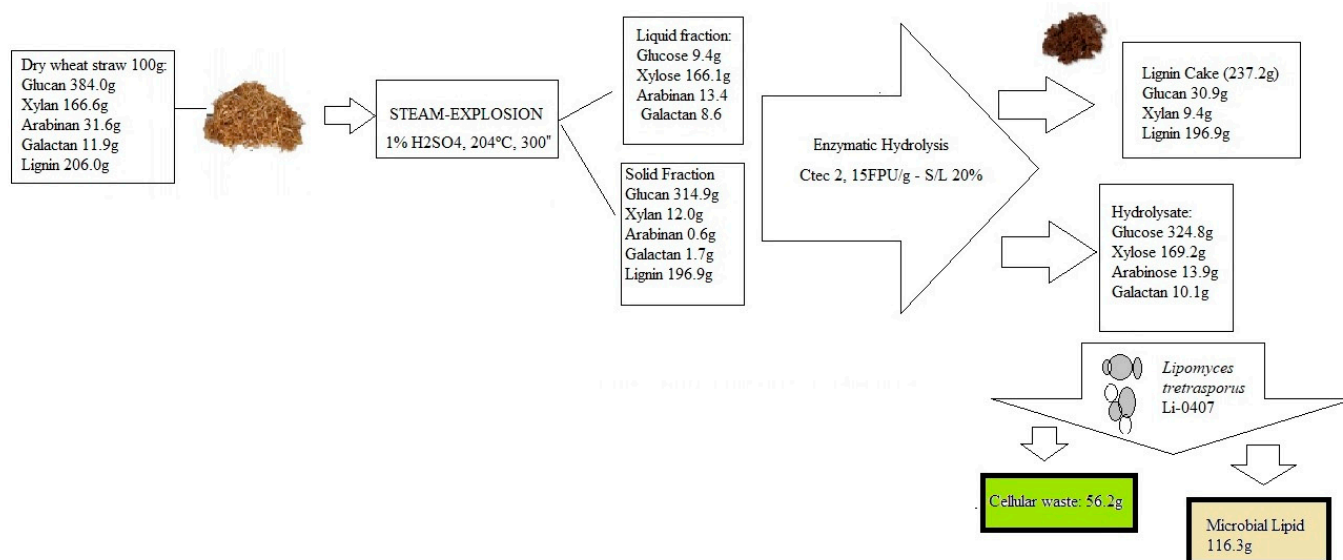 Dry wheat straw 100g:
Glucan 384.0g
Xylan 166.6g
Arabinan 31.6g
Galactan 11.9g
Lignin 206.0g
STEAM-EXPLOSION
1% H2SO4, 204ºC, 300"
Liquid fraction:
Glucose 9.4g
Xylose 166.1g
Arabinan 13.4
Galactan 8.6
Solid Fraction
Glucan 314.9g
Xylan 12.0g
Arabinan 0.6g
Galactan 1.7g
Lignin 196.9g
Enzymatic Hydrolysis
Ctec 2, 15FPU/g - S/L 20%
Lignin Cake (237.2g)
Glucan 30.9g
Xylan 9.4g
Lignin 196.9g
Hydrolysate:
Glucose 324.8g
Xylose 169.2g
Arabinose 13.9g
Galactan 10.1g
Lipomyces
tretrasporus
Li-0407
Cellular waste: 56.2g
Microbial Lipid
116.3g